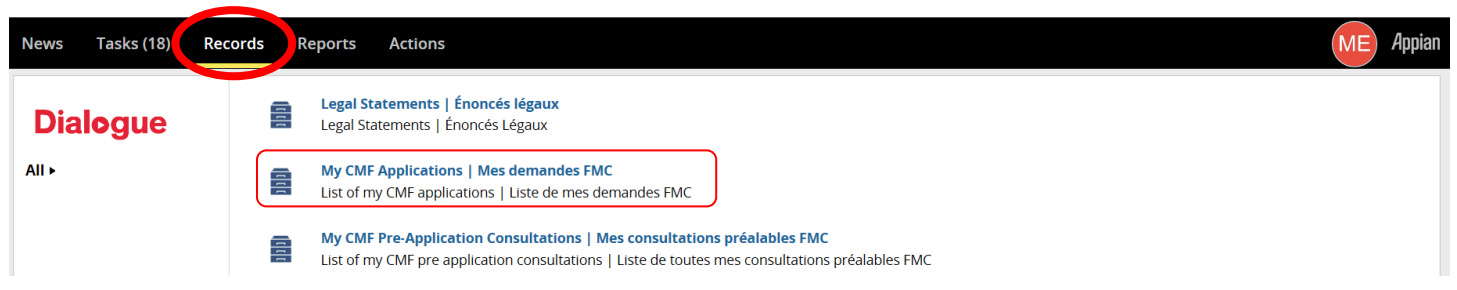 News Tasks (18) Records Reports Actions ME Appian
Dialogue
All ▸
Legal Statements | Énoncés légaux
Legal Statements | Énoncés Légaux
My CMF Applications | Mes demandes FMC
List of my CMF applications | Liste de mes demandes FMC
My CMF Pre-Application Consultations | Mes consultations préalables FMC
List of my CMF pre application consultations | Liste de toutes mes consultations préalables FMC